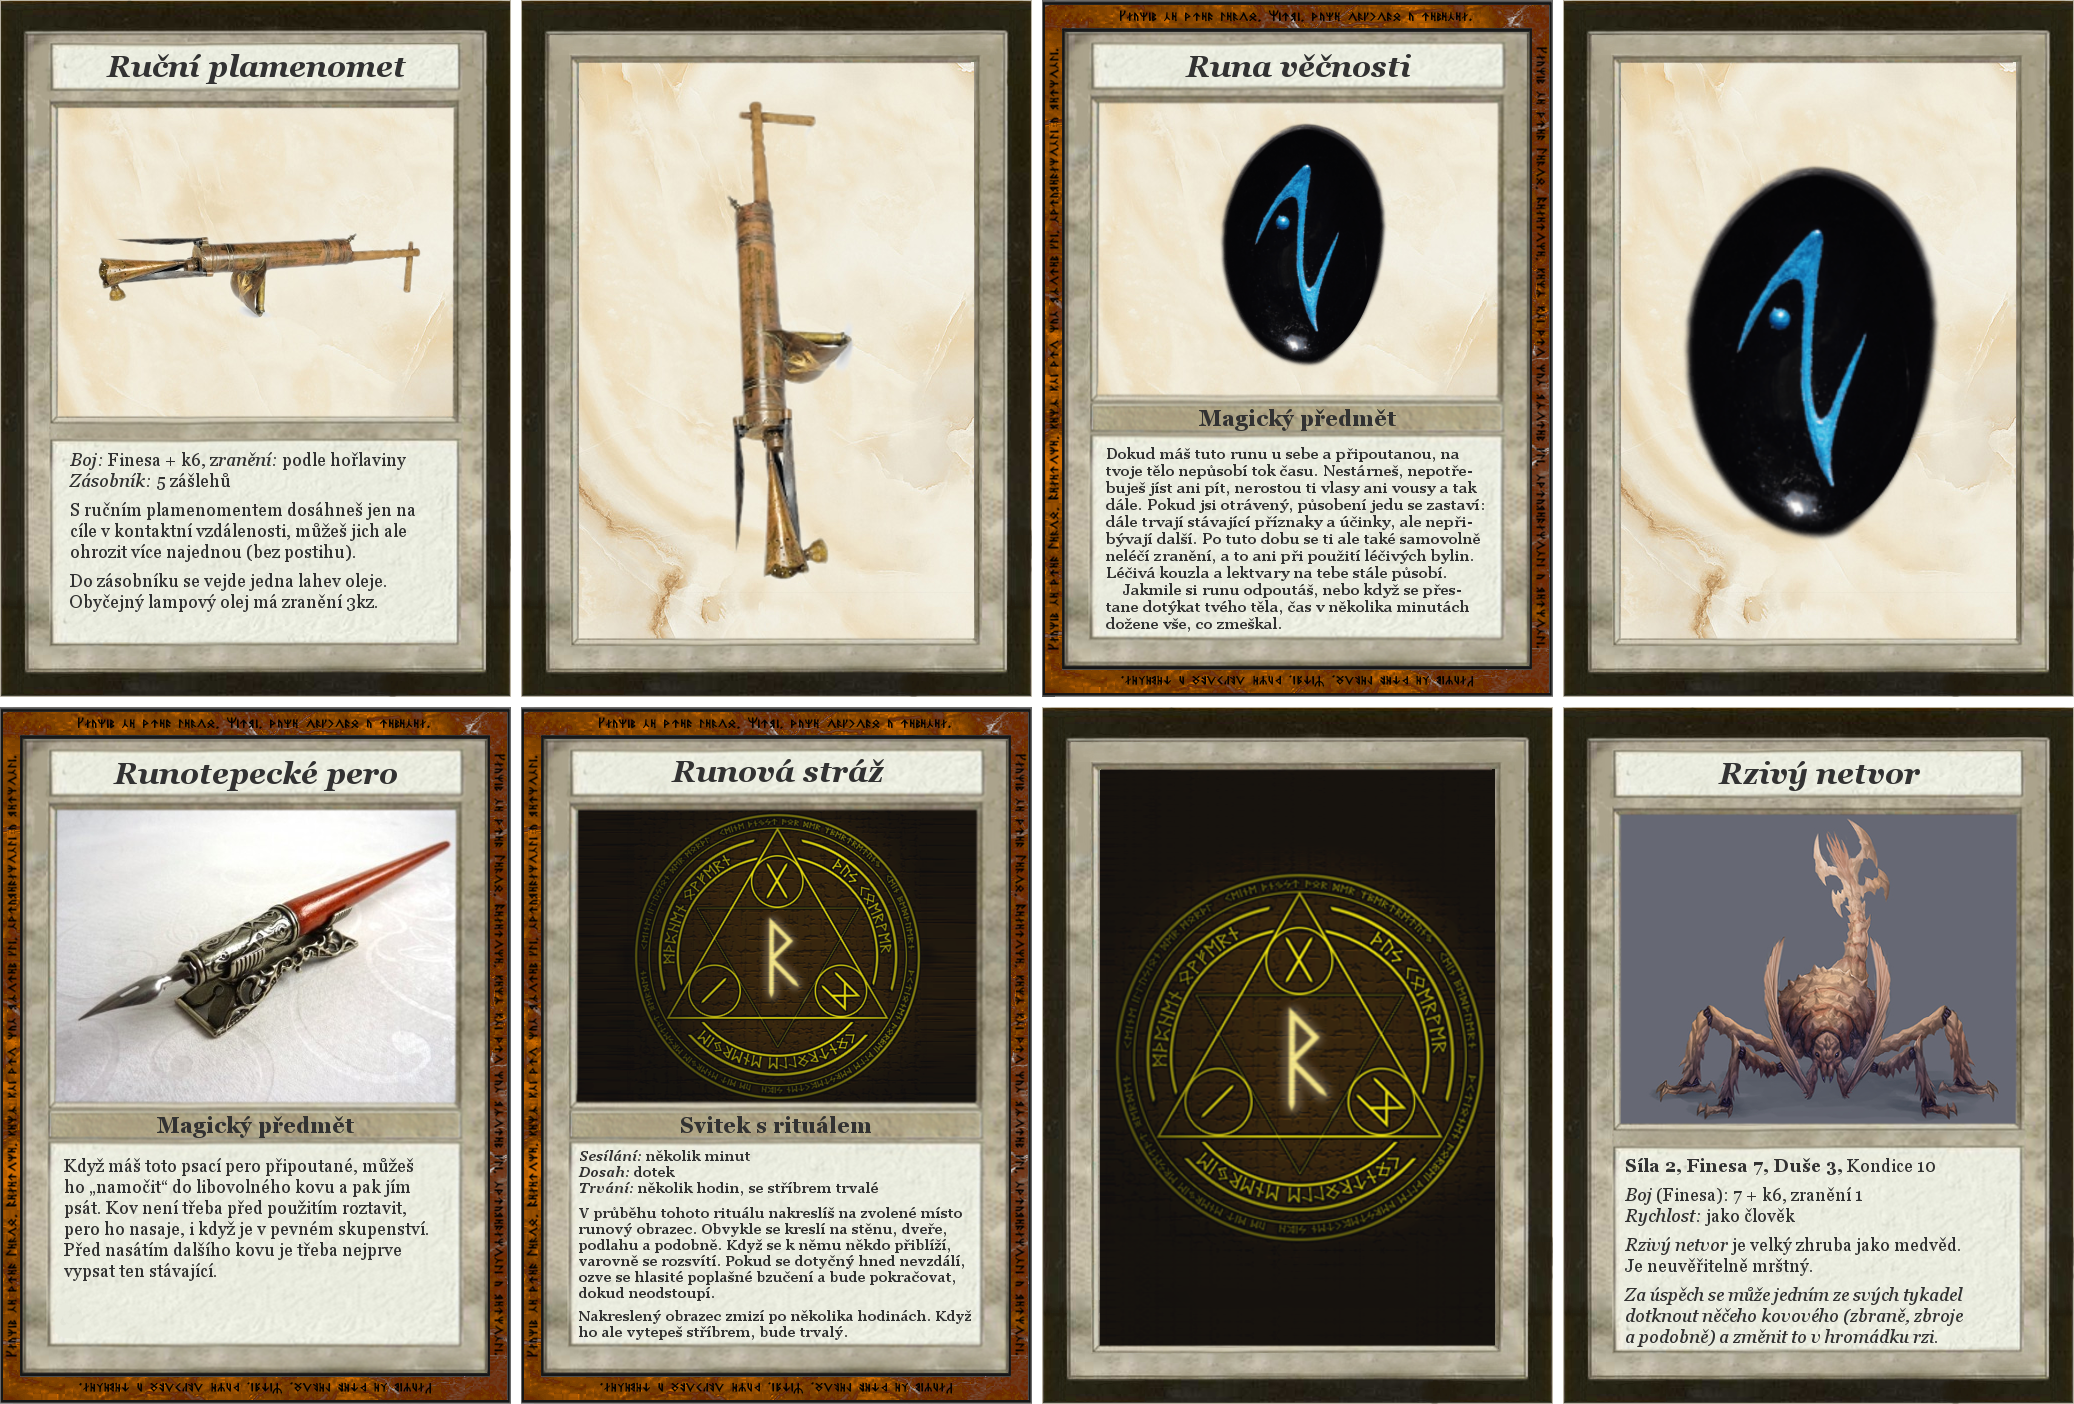 Ruční plamenomet
Boj: Finesa + k6, zranění: podle hořlaviny
Zásobník: 5 zášlehů
S ručním plamenomentem dosáhneš jen na
cíle v kontaktní vzdálenosti, můžeš jich ale
ohrozit více najednou (bez postihu).
Do zásobníku se vejde jedna lahev oleje.
Obyčejný lampový olej má zranění 3kz.
Runa věčnosti
Magický předmět
Dokud máš tuto runu u sebe a připoutanou, na
tvoje tělo nepůsobí tok času. Nestárneš, nepotře-
buješ jíst ani pít, nerostou ti vlasy ani vousy a tak
dále. Pokud jsi otrávený, působení jedu se zastaví:
dále trvají stávající příznaky a účinky, ale nepři-
bývají další. Po tuto dobu se ti ale také samovolně
neléčí zranění, a to ani při použití léčivých bylin.
Léčivá kouzla a lektvary na tebe stále působí.
Jakmile si runu odpoutáš, nebo když se přes-
tane dotýkat tvého těla, čas v několika minutách
dožene vše, co zmeškal.
Runotepecké pero
Magický předmět
Když máš toto psací pero připoutané, můžeš
ho „namočit“ do libovolného kovu a pak jím
psát. Kov není třeba před použitím roztavit,
pero ho nasaje, i když je v pevném skupenství.
Před nasátím dalšího kovu je třeba nejprve
vypsat ten stávající.
Runová stráž
Svitek s rituálem
Sesílání: několik minut
Dosah: dotek
Trvání: několik hodin, se stříbrem trvalé
V průběhu tohoto rituálu nakreslíš na zvolené místo
runový obrazec. Obvykle se kreslí na stěnu, dveře,
podlahu a podobně. Když se k němu někdo přiblíží,
varovně se rozsvítí. Pokud se dotyčný hned nevzdálí,
ozve se hlasité poplašné bzučení a bude pokračovat,
dokud neodstoupí.
Nakreslený obrazec zmizí po několika hodinách. Když
ho ale vytepeš stříbrem, bude trvalý.
Rzivý netvor
Síla 2, Finesa 7, Duše 3, Kondice 10
Boj (Finesa): 7 + k6, zranění 1
Rychlost: jako člověk
Rzivý netvor je velký zhruba jako medvěd.
Je neuvěřitelně mrštný.
Za úspěch se může jedním ze svých tykadel
dotknout něčeho kovového (zbraně, zbroje
a podobně) a změnit to v hromádku rzi.